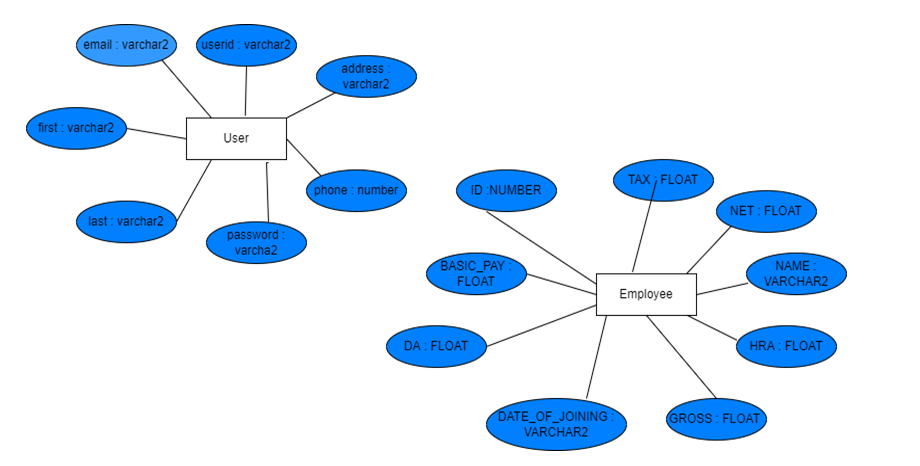 email : varchar2
userid : varchar2
address :
varchar2
first : varchar2
User
last : varchar2
phone : number
password :
varcha2
ID :NUMBER
TAX : FLOAT
NET : FLOAT
BASIC_PAY :
FLOAT
Employee
NAME :
VARCHAR2
DA : FLOAT
HRA : FLOAT
DATE_OF_JOINING :
VARCHAR2
GROSS : FLOAT